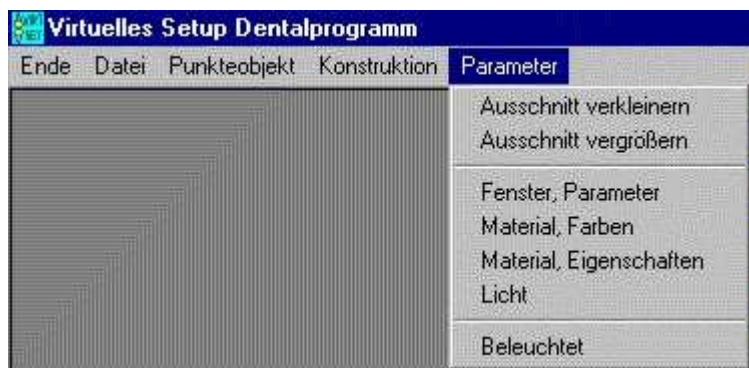 Virtuelles Setup Dentalprogramm
Ende Datei Punkteobjekt Konstruktion Parameter
Ausschnitt verkleinern
Ausschnitt vergrößern
Fenster, Parameter
Material, Farben
Material, Eigenschaften
Licht
Beleuchtet